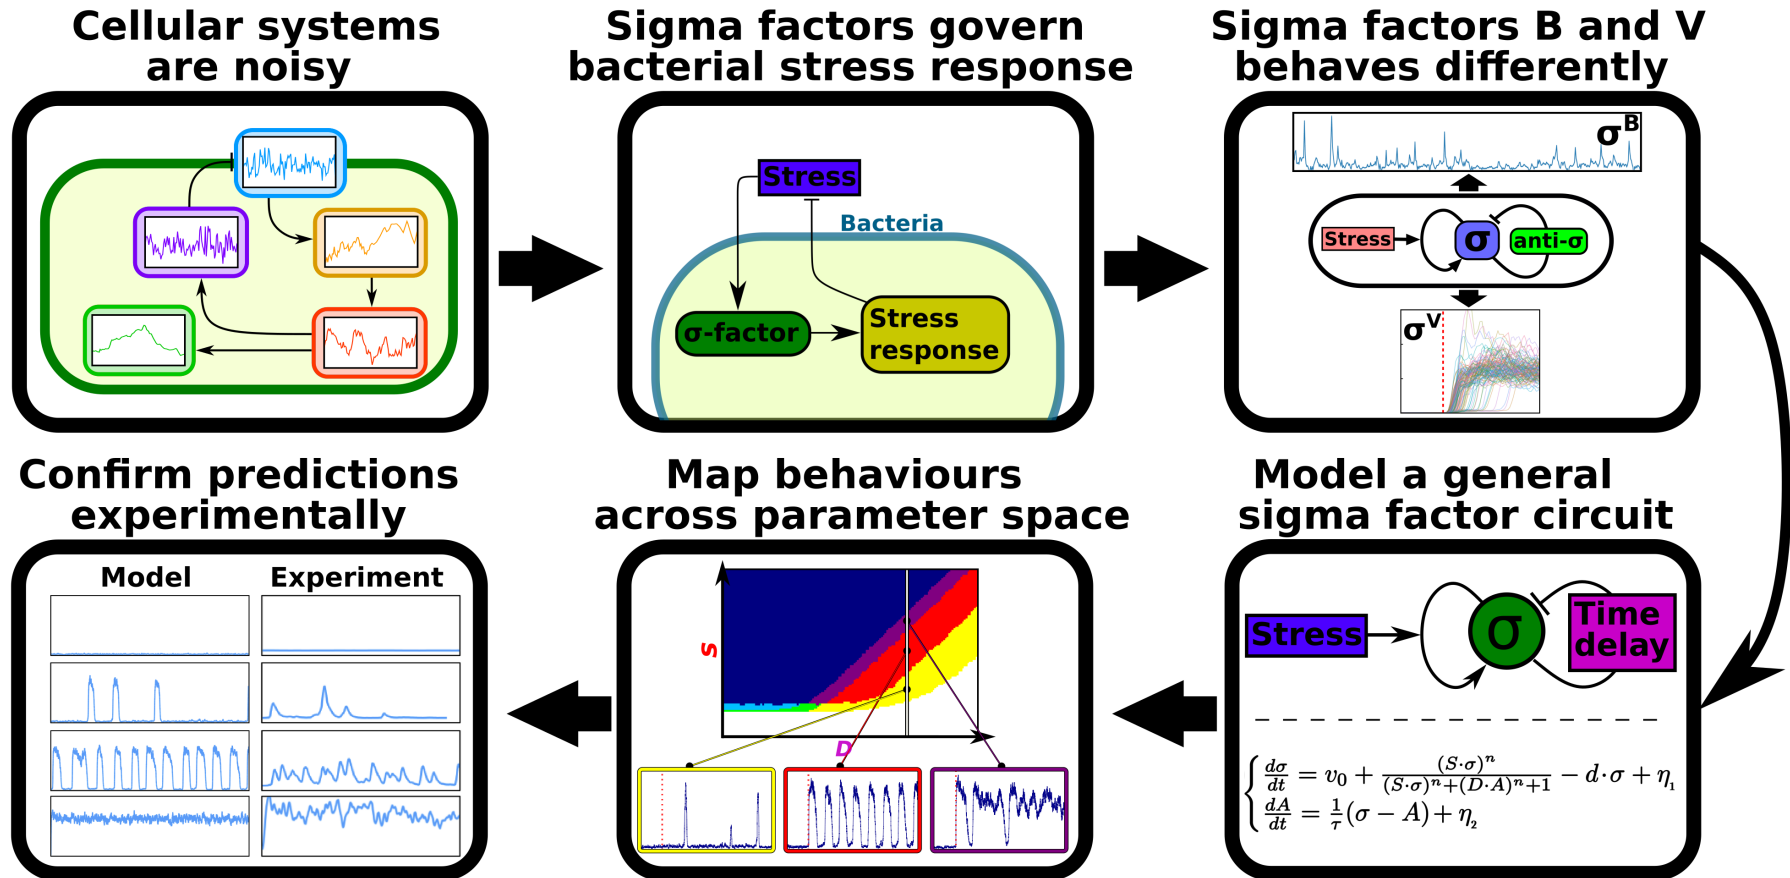 Cellular systems
are noisy
Sigma factors govern
bacterial stress response
Stress
Bacteria
σ-factor
Stress
response
Sigma factors B and V
behaves differently
σ^B
Stress
σ
anti-σ
σ^V
Model a general
sigma factor circuit
Stress
σ
Time
delay
dσ/dt = v₀ + (S·σ)ⁿ/((S·σ)ⁿ+(D·A)ⁿ+1) − d·σ + η₁
dA/dt = 1/τ(σ − A) + η₂
Map behaviours
across parameter space
S
D
Confirm predictions
experimentally
Model
Experiment